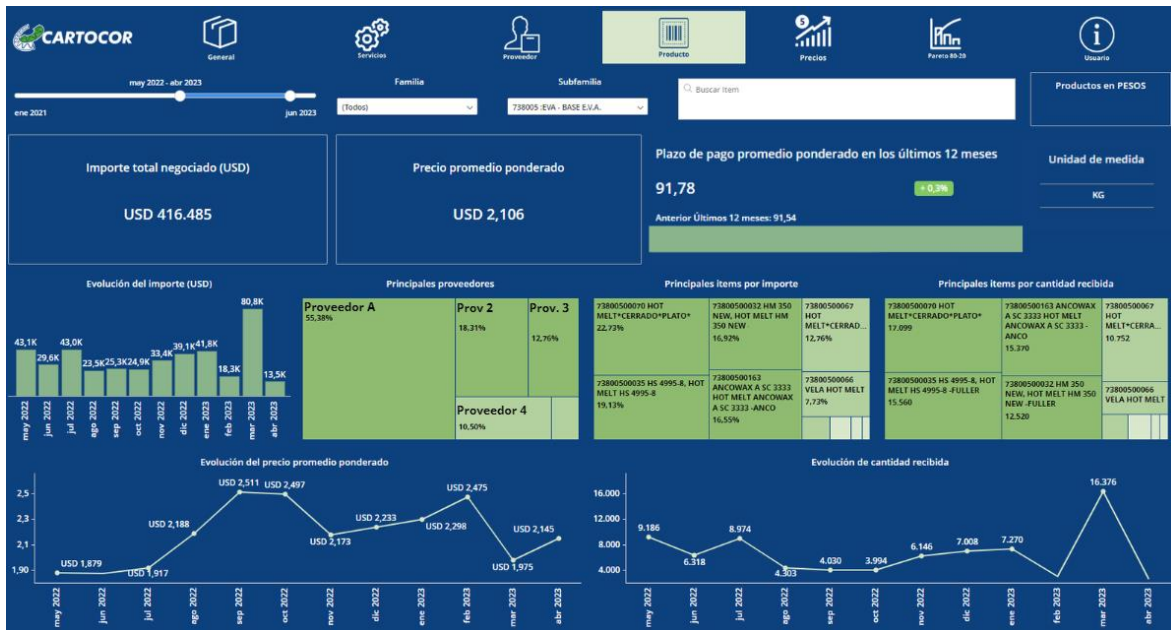 CARTOCOR
General
Servicios
Proveedor
Producto
Precios
Pareto 80-20
Usuario
may 2022 - abr 2023
ene 2021
jun 2023
Familia
(Todos)
Subfamilia
738005 :EVA - BASE E.V.A.
Buscar item
Productos en PESOS
Importe total negociado (USD)
USD 416.485
Precio promedio ponderado
USD 2,106
Plazo de pago promedio ponderado en los últimos 12 meses
91,78
+ 0,3%
Anterior Últimos 12 meses: 91,54
Unidad de medida
KG
Evolución del importe (USD)
43,1K
29,6K
43,0K
23,5K
25,3K
24,9K
33,4K
39,1K
41,8K
18,3K
80,8K
13,5K
may 2022
jun 2022
jul 2022
ago 2022
sep 2022
oct 2022
nov 2022
dic 2022
ene 2023
feb 2023
mar 2023
abr 2023
Principales proveedores
Proveedor A
55,38%
Prov 2
18,31%
Prov. 3
12,76%
Proveedor 4
10,50%
Principales items por importe
73800500070 HOT
MELT*CERRADO*PLATO*
22,73%
73800500035 HS 4995-8, HOT
MELT HS 4995-8
19,13%
73800500032 HM 350
NEW, HOT MELT HM
350 NEW
16,92%
73800500163
ANCOWAX A SC 3333
HOT MELT ANCOWAX
A SC 3333 -ANCO
16,55%
73800500067
HOT
MELT*CERRAD...
12,76%
73800500066
VELA HOT MELT
7,73%
Principales items por cantidad recibida
73800500070 HOT
MELT*CERRADO*PLATO*
17.099
73800500035 HS 4995-8, HOT
MELT HS 4995-8 -FULLER
15.560
73800500163 ANCOWAX
A SC 3333 HOT MELT
ANCOWAX A SC 3333 -
ANCO
15.370
73800500032 HM 350
NEW, HOT MELT HM 350
NEW -FULLER
12.520
73800500067
HOT
MELT*CERRA...
10.752
73800500066
VELA HOT MELT
Evolución del precio promedio ponderado
2,5
2,3
2,1
1,90
USD 1,879
USD 1,917
USD 2,188
USD 2,511
USD 2,497
USD 2,173
USD 2,233
USD 2,298
USD 2,475
USD 1,975
USD 2,145
may 2022
jun 2022
jul 2022
ago 2022
sep 2022
oct 2022
nov 2022
dic 2022
ene 2023
feb 2023
mar 2023
abr 2023
Evolución de cantidad recibida
16.000
12.000
8.000
4.000
9.186
6.318
8.974
4.303
4.030
3.994
6.146
7.008
7.270
16.376
may 2022
jun 2022
jul 2022
ago 2022
sep 2022
oct 2022
nov 2022
dic 2022
ene 2023
feb 2023
mar 2023
abr 2023